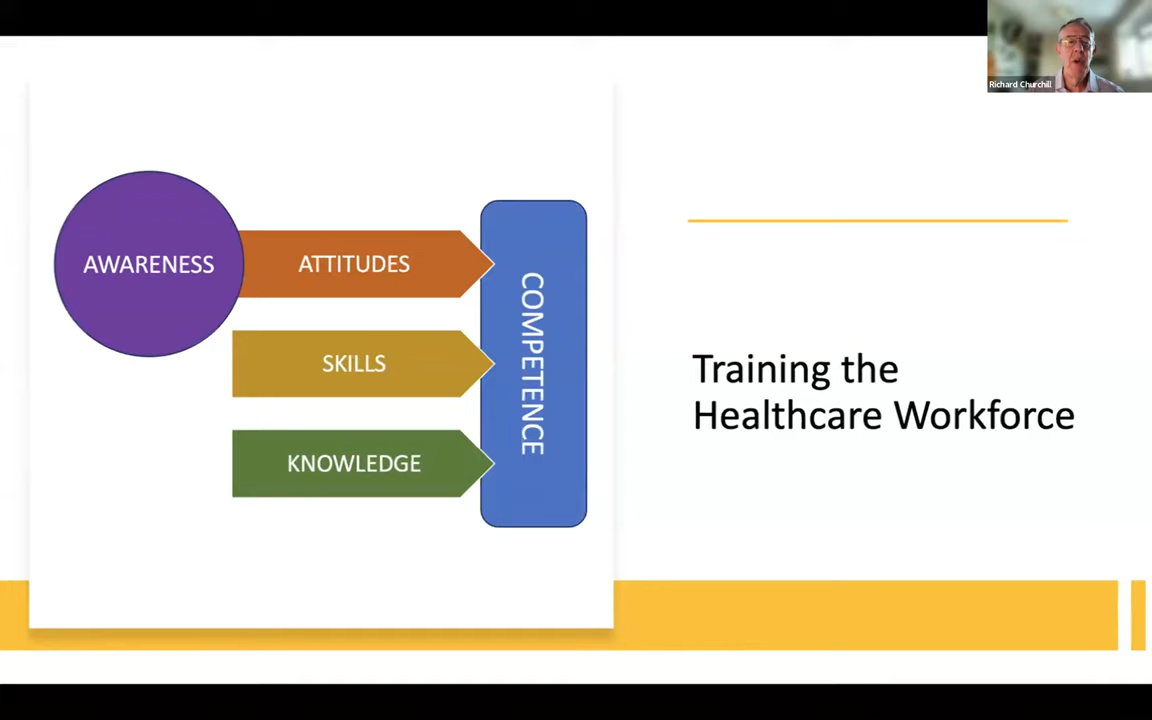 Richard Churchill
AWARENESS
ATTITUDES
SKILLS
KNOWLEDGE
COMPETENCE
Training the
Healthcare Workforce